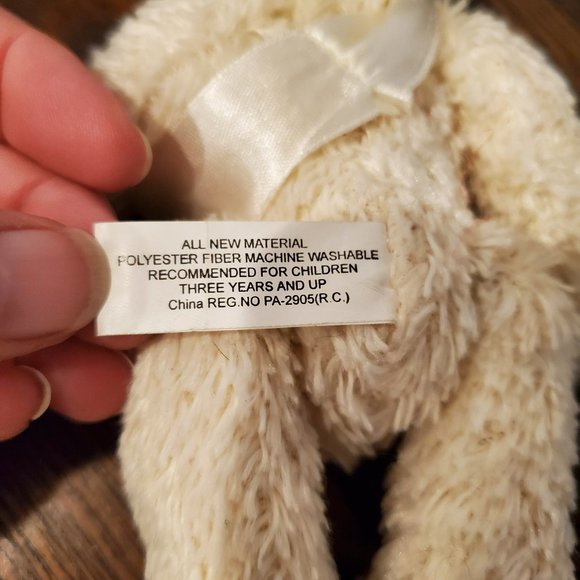 ALL NEW MATERIAL
POLYESTER FIBER MACHINE WASHABLE
RECOMMENDED FOR CHILDREN
THREE YEARS AND UP
China REG.NO PA-2905(R.C.)